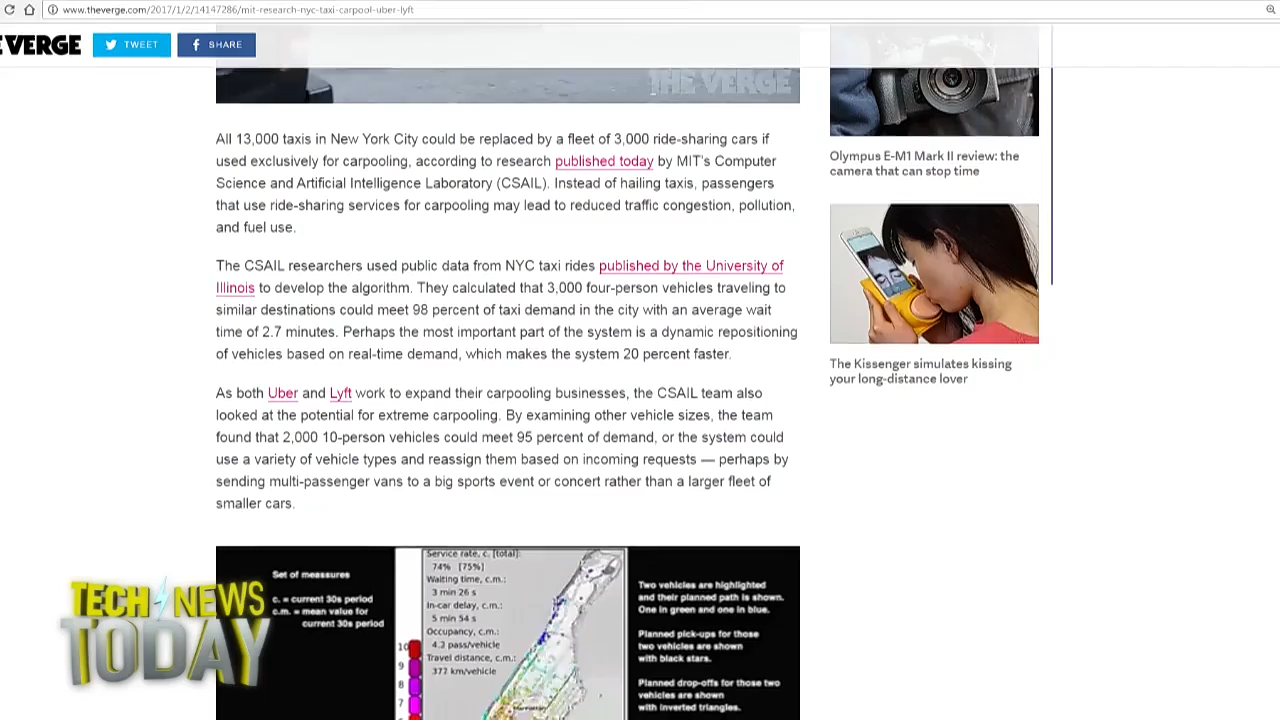 www.theverge.com/2017/1/2/14147286/mit-research-nyc-taxi-carpool-uber-lyft
E VERGE
TWEET
SHARE
THE VERGE
All 13,000 taxis in New York City could be replaced by a fleet of 3,000 ride-sharing cars if
used exclusively for carpooling, according to research published today by MIT's Computer
Science and Artificial Intelligence Laboratory (CSAIL). Instead of hailing taxis, passengers
that use ride-sharing services for carpooling may lead to reduced traffic congestion, pollution,
and fuel use.
The CSAIL researchers used public data from NYC taxi rides published by the University of
Illinois to develop the algorithm. They calculated that 3,000 four-person vehicles traveling to
similar destinations could meet 98 percent of taxi demand in the city with an average wait
time of 2.7 minutes. Perhaps the most important part of the system is a dynamic repositioning
of vehicles based on real-time demand, which makes the system 20 percent faster.
As both Uber and Lyft work to expand their carpooling businesses, the CSAIL team also
looked at the potential for extreme carpooling. By examining other vehicle sizes, the team
found that 2,000 10-person vehicles could meet 95 percent of demand, or the system could
use a variety of vehicle types and reassign them based on incoming requests — perhaps by
sending multi-passenger vans to a big sports event or concert rather than a larger fleet of
smaller cars.
Olympus E-M1 Mark II review: the
camera that can stop time
The Kissenger simulates kissing
your long-distance lover
Set of measures
c. = current 30s period
c.m. = mean value for
current 30s period
Service rate, c. [total]:
74% [75%]
Waiting time, c.m.:
3 min 26 s
In-car delay, c.m.:
5 min 54 s
Occupancy, c.m.:
4.2 pass/vehicle
Travel distance, c.m.:
377 km/vehicle
10
9
8
7
Manhattan
Two vehicles are highlighted
and their planned path is shown.
One in green and one in blue.
Planned pick-ups for those
two vehicles are shown
with black stars.
Planned drop-offs for those two
vehicles are shown
with inverted triangles.
TECH NEWS
TODAY